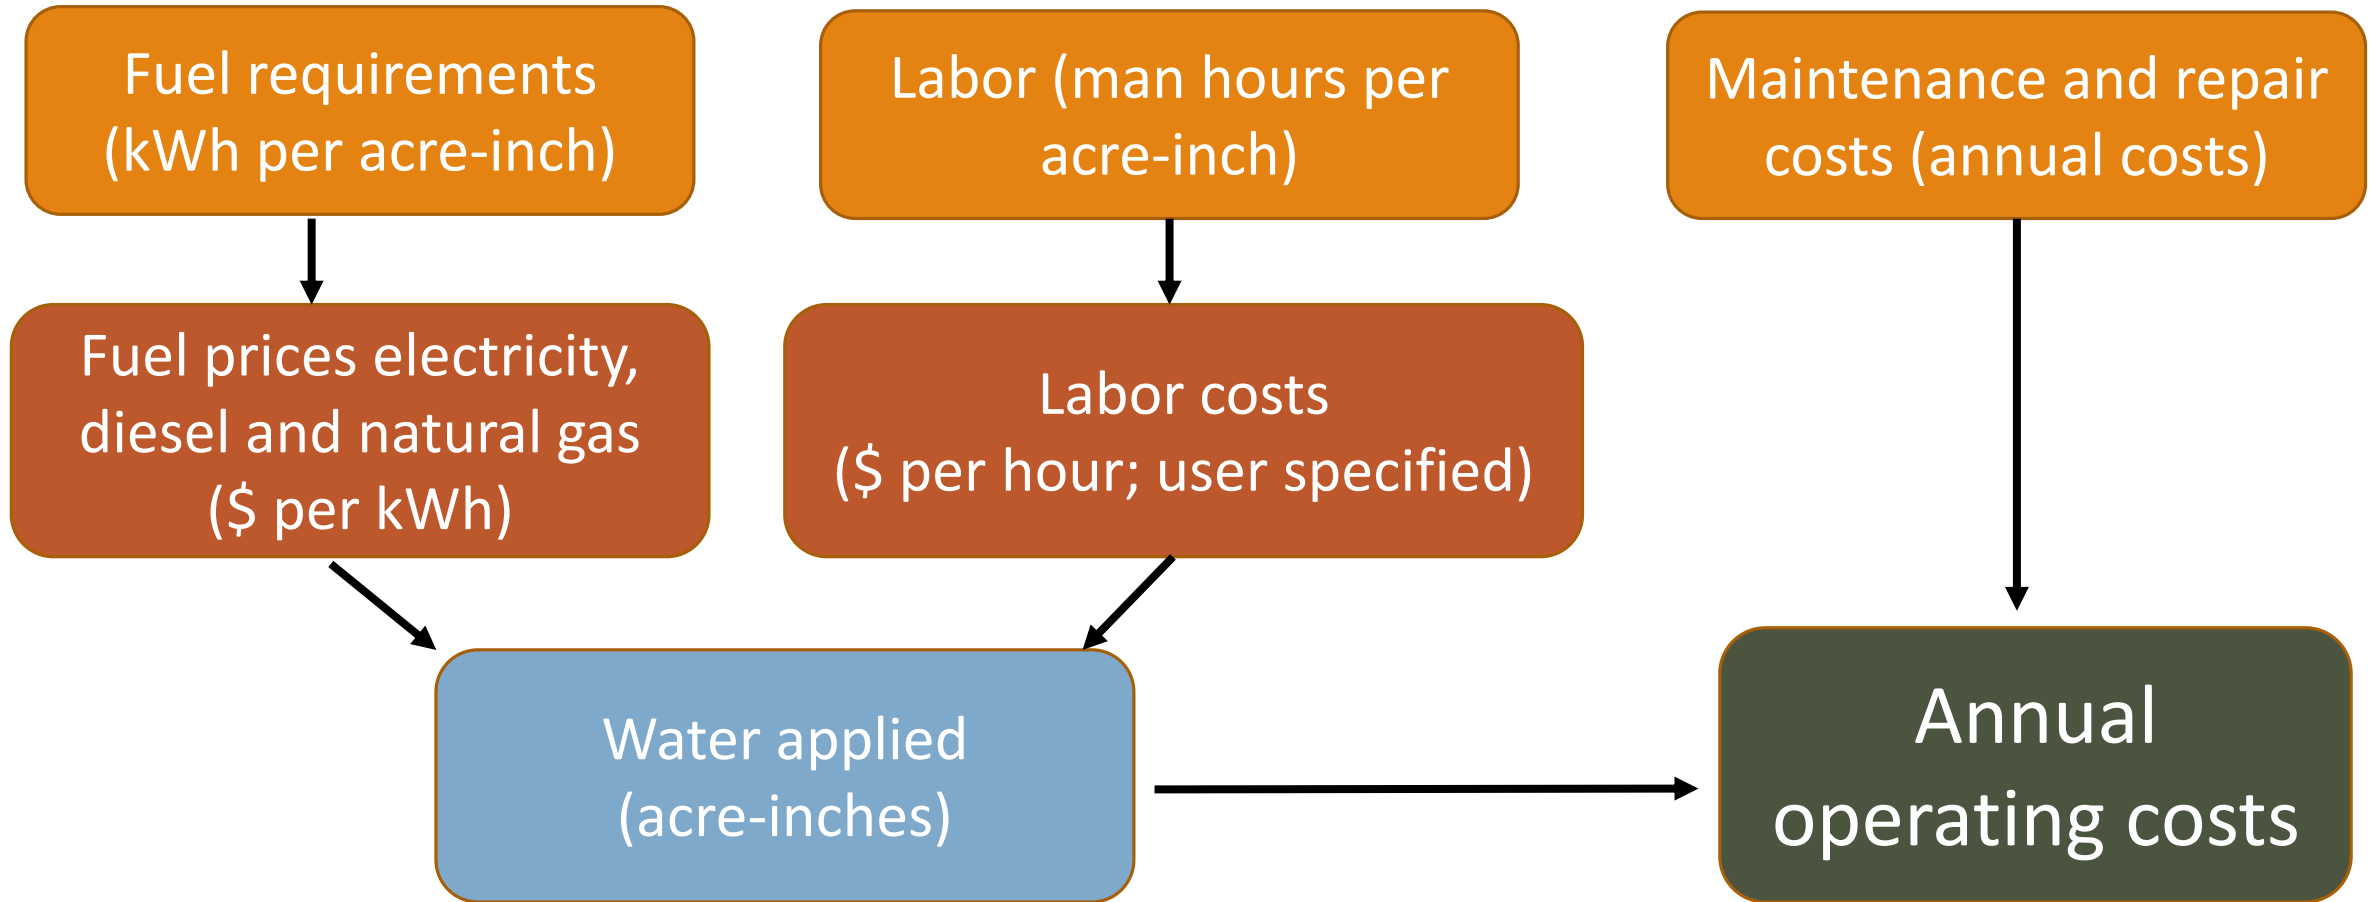 Fuel requirements
(kWh per acre-inch)
Labor (man hours per
acre-inch)
Maintenance and repair
costs (annual costs)
Fuel prices electricity,
diesel and natural gas
($ per kWh)
Labor costs
($ per hour; user specified)
Water applied
(acre-inches)
Annual
operating costs